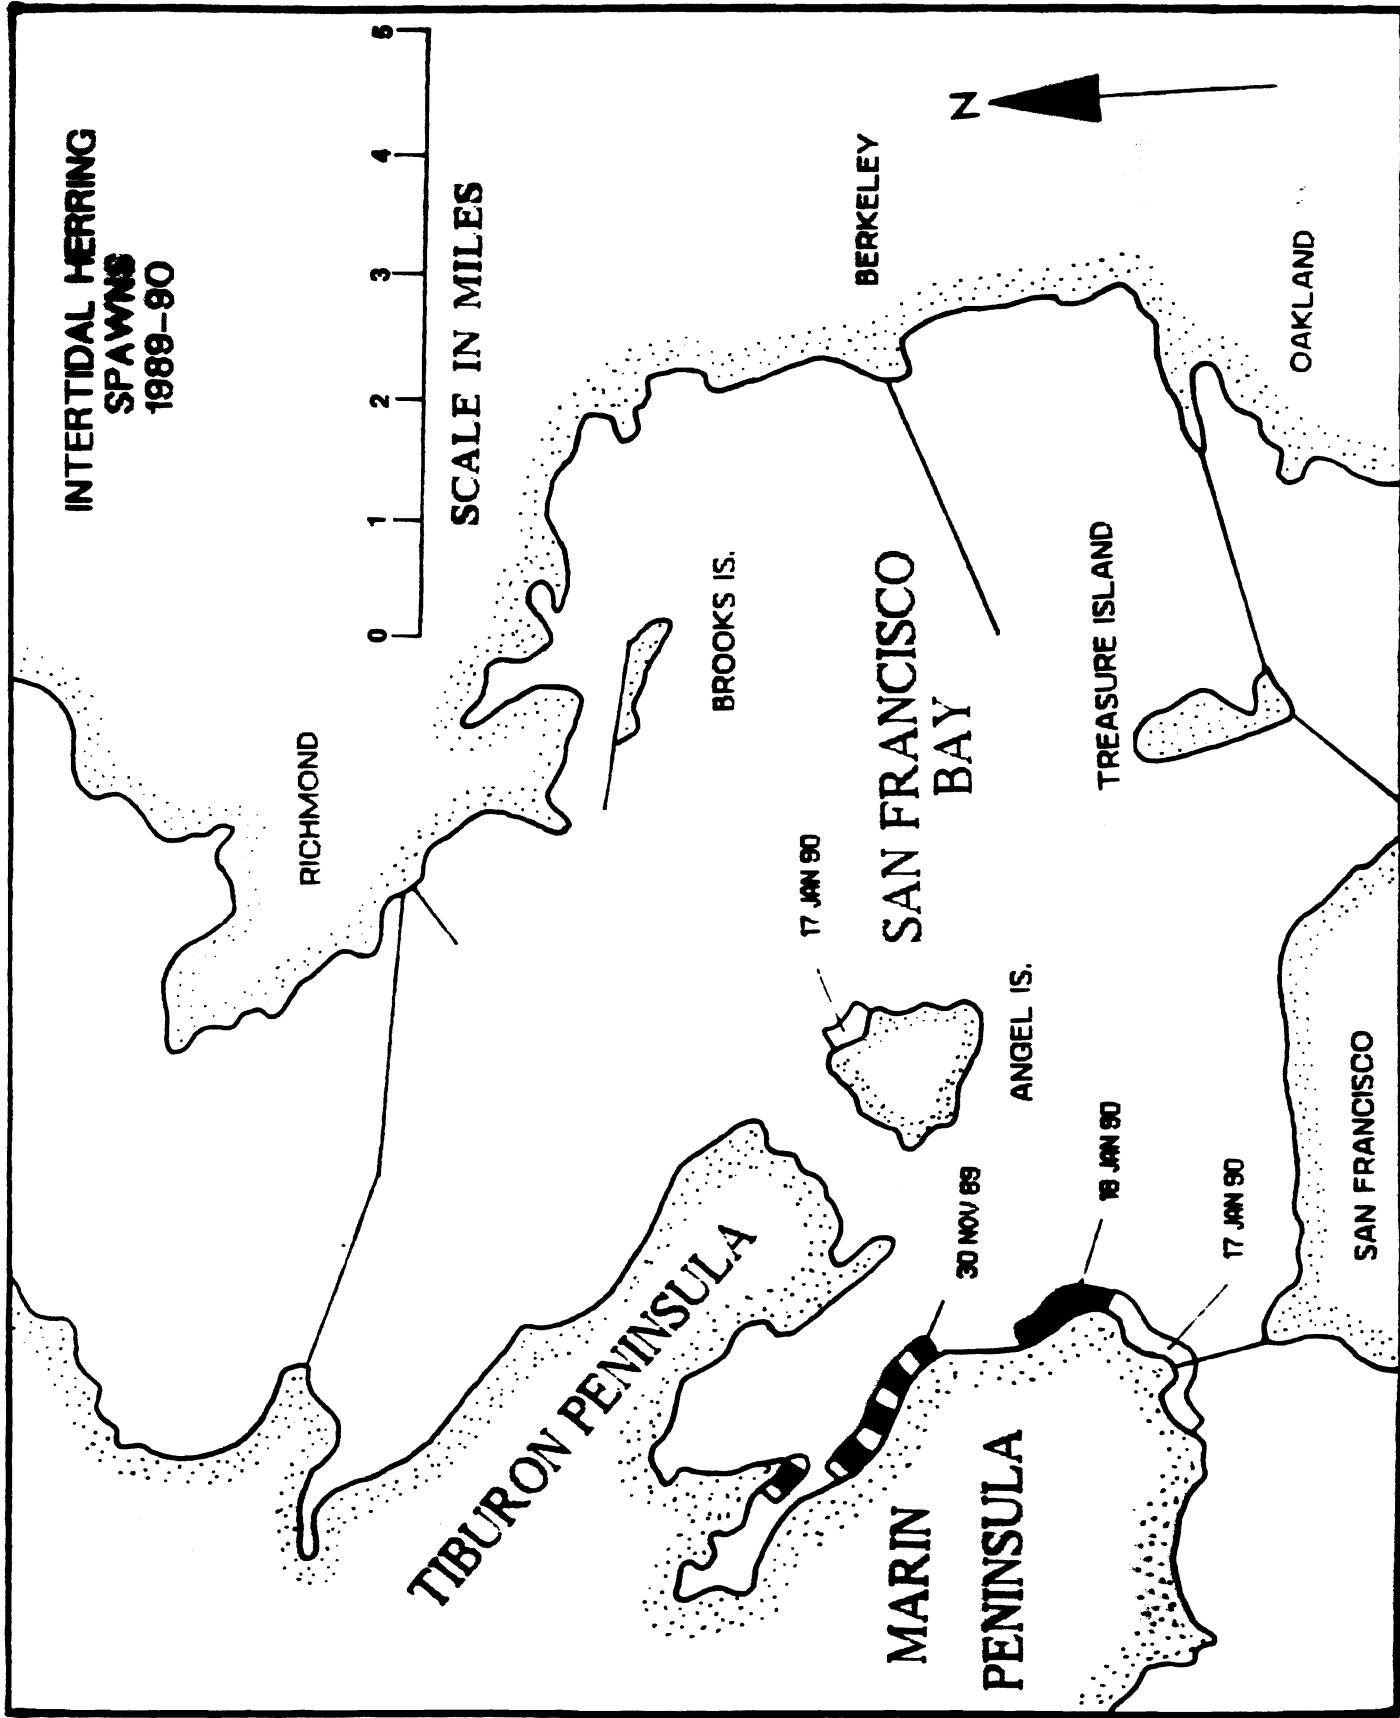 INTERTIDAL HERRING
SPAWNS
1989-90
0 1 2 3 4 5
SCALE IN MILES
RICHMOND
BROOKS IS.
BERKELEY
N
TIBURON PENINSULA
17 JAN 90
SAN FRANCISCO
BAY
ANGEL IS.
TREASURE ISLAND
OAKLAND
30 NOV 89
18 JAN 90
17 JAN 90
MARIN
PENINSULA
SAN FRANCISCO